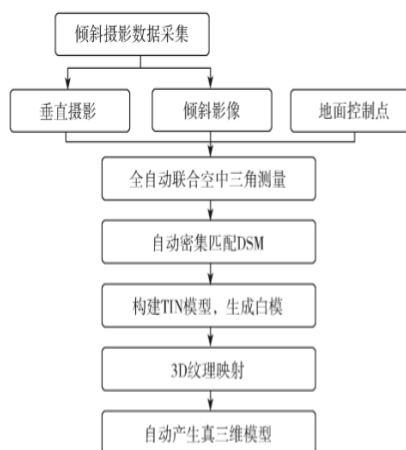 倾斜摄影数据采集
垂直摄影
倾斜影像
地面控制点
全自动联合空中三角测量
自动密集匹配DSM
构建TIN模型，生成白模
3D纹理映射
自动产生真三维模型